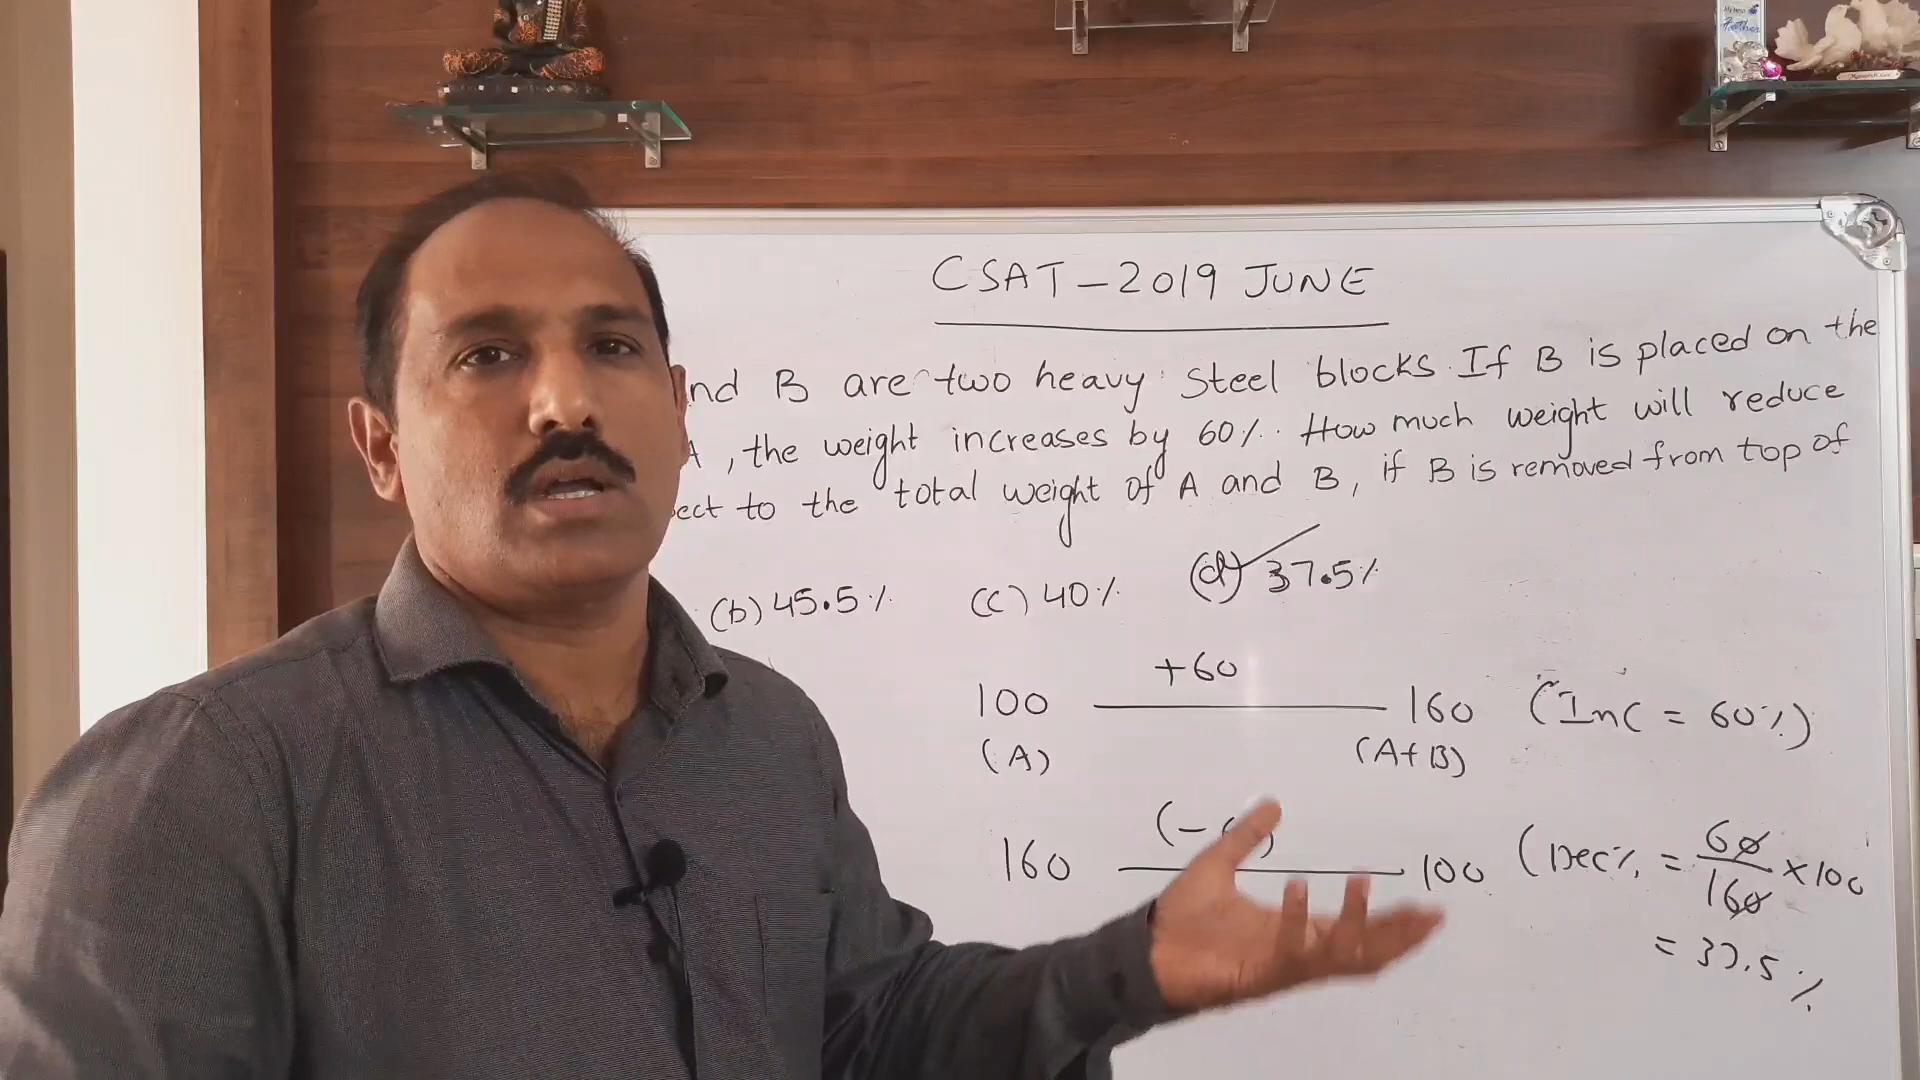 CSAT-2019 JUNE
nd B are two heavy steel blocks. If B is placed on the
A, the weight increases by 60%. How much weight will reduce
ect to the total weight of A and B, if B is removed from top of
(b) 45.5% (c) 40% (d) 37.5%
+60
100 160 (Inc = 60%)
(A) (A+B)
160 100 (Dec% = 60/160 ×100
= 37.5%